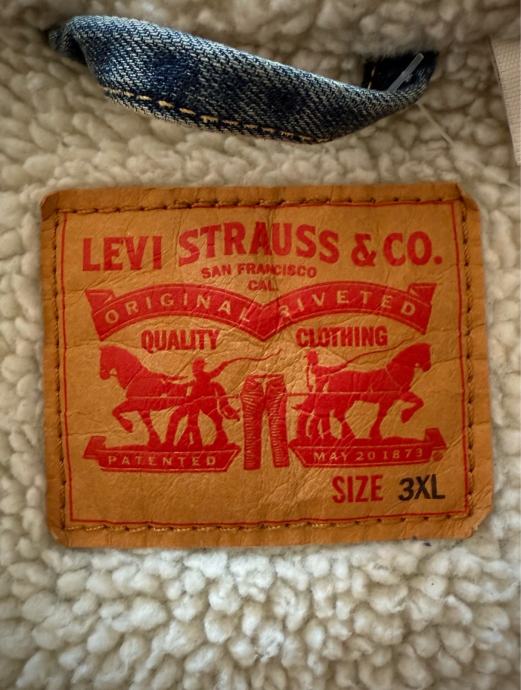 LEVI STRAUSS & CO.
SAN FRANCISCO
CAL.
ORIGINAL RIVETED
QUALITY CLOTHING
PATENTED MAY 20 1873
SIZE 3XL